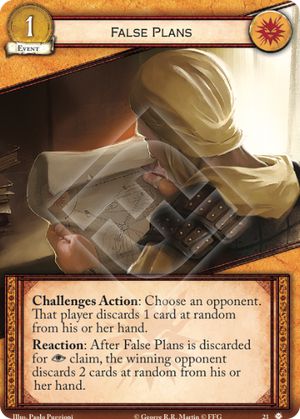 1
FALSE PLANS
EVENT
Challenges Action: Choose an opponent.
That player discards 1 card at random
from his or her hand.
Reaction: After False Plans is discarded
for claim, the winning opponent
discards 2 cards at random from his or
her hand.
Illus. Paolo Puggioni © George R.R. Martin © FFG 21